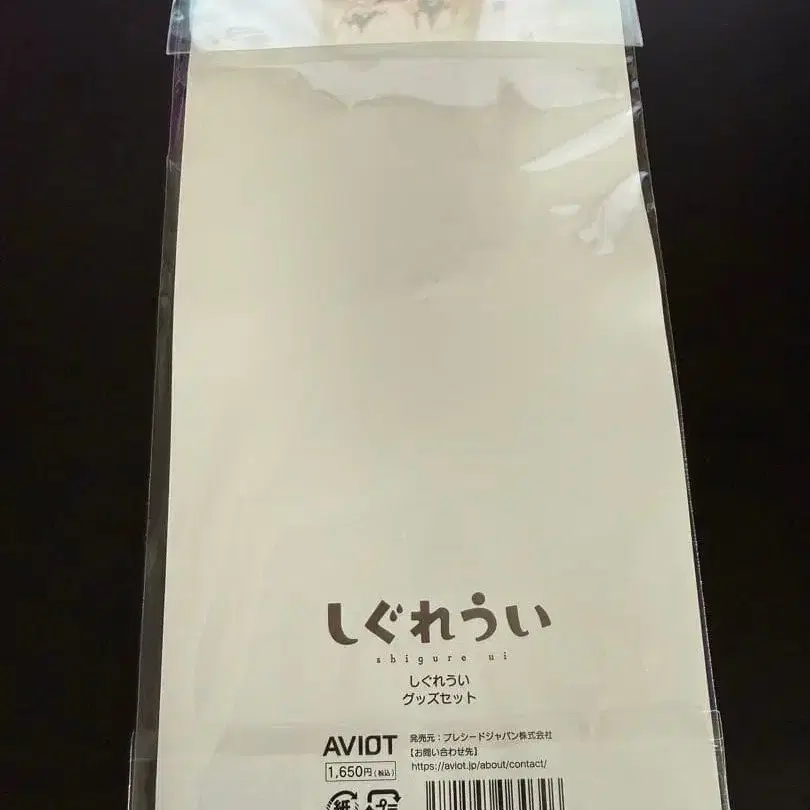 しぐれうい
shigure ui
しぐれうい
グッズセット
AVIOT
発売元：プレシードジャパン株式会社
【お問い合わせ先】
https://aviot.jp/about/contact/
1,650円(税込)
紙
プ